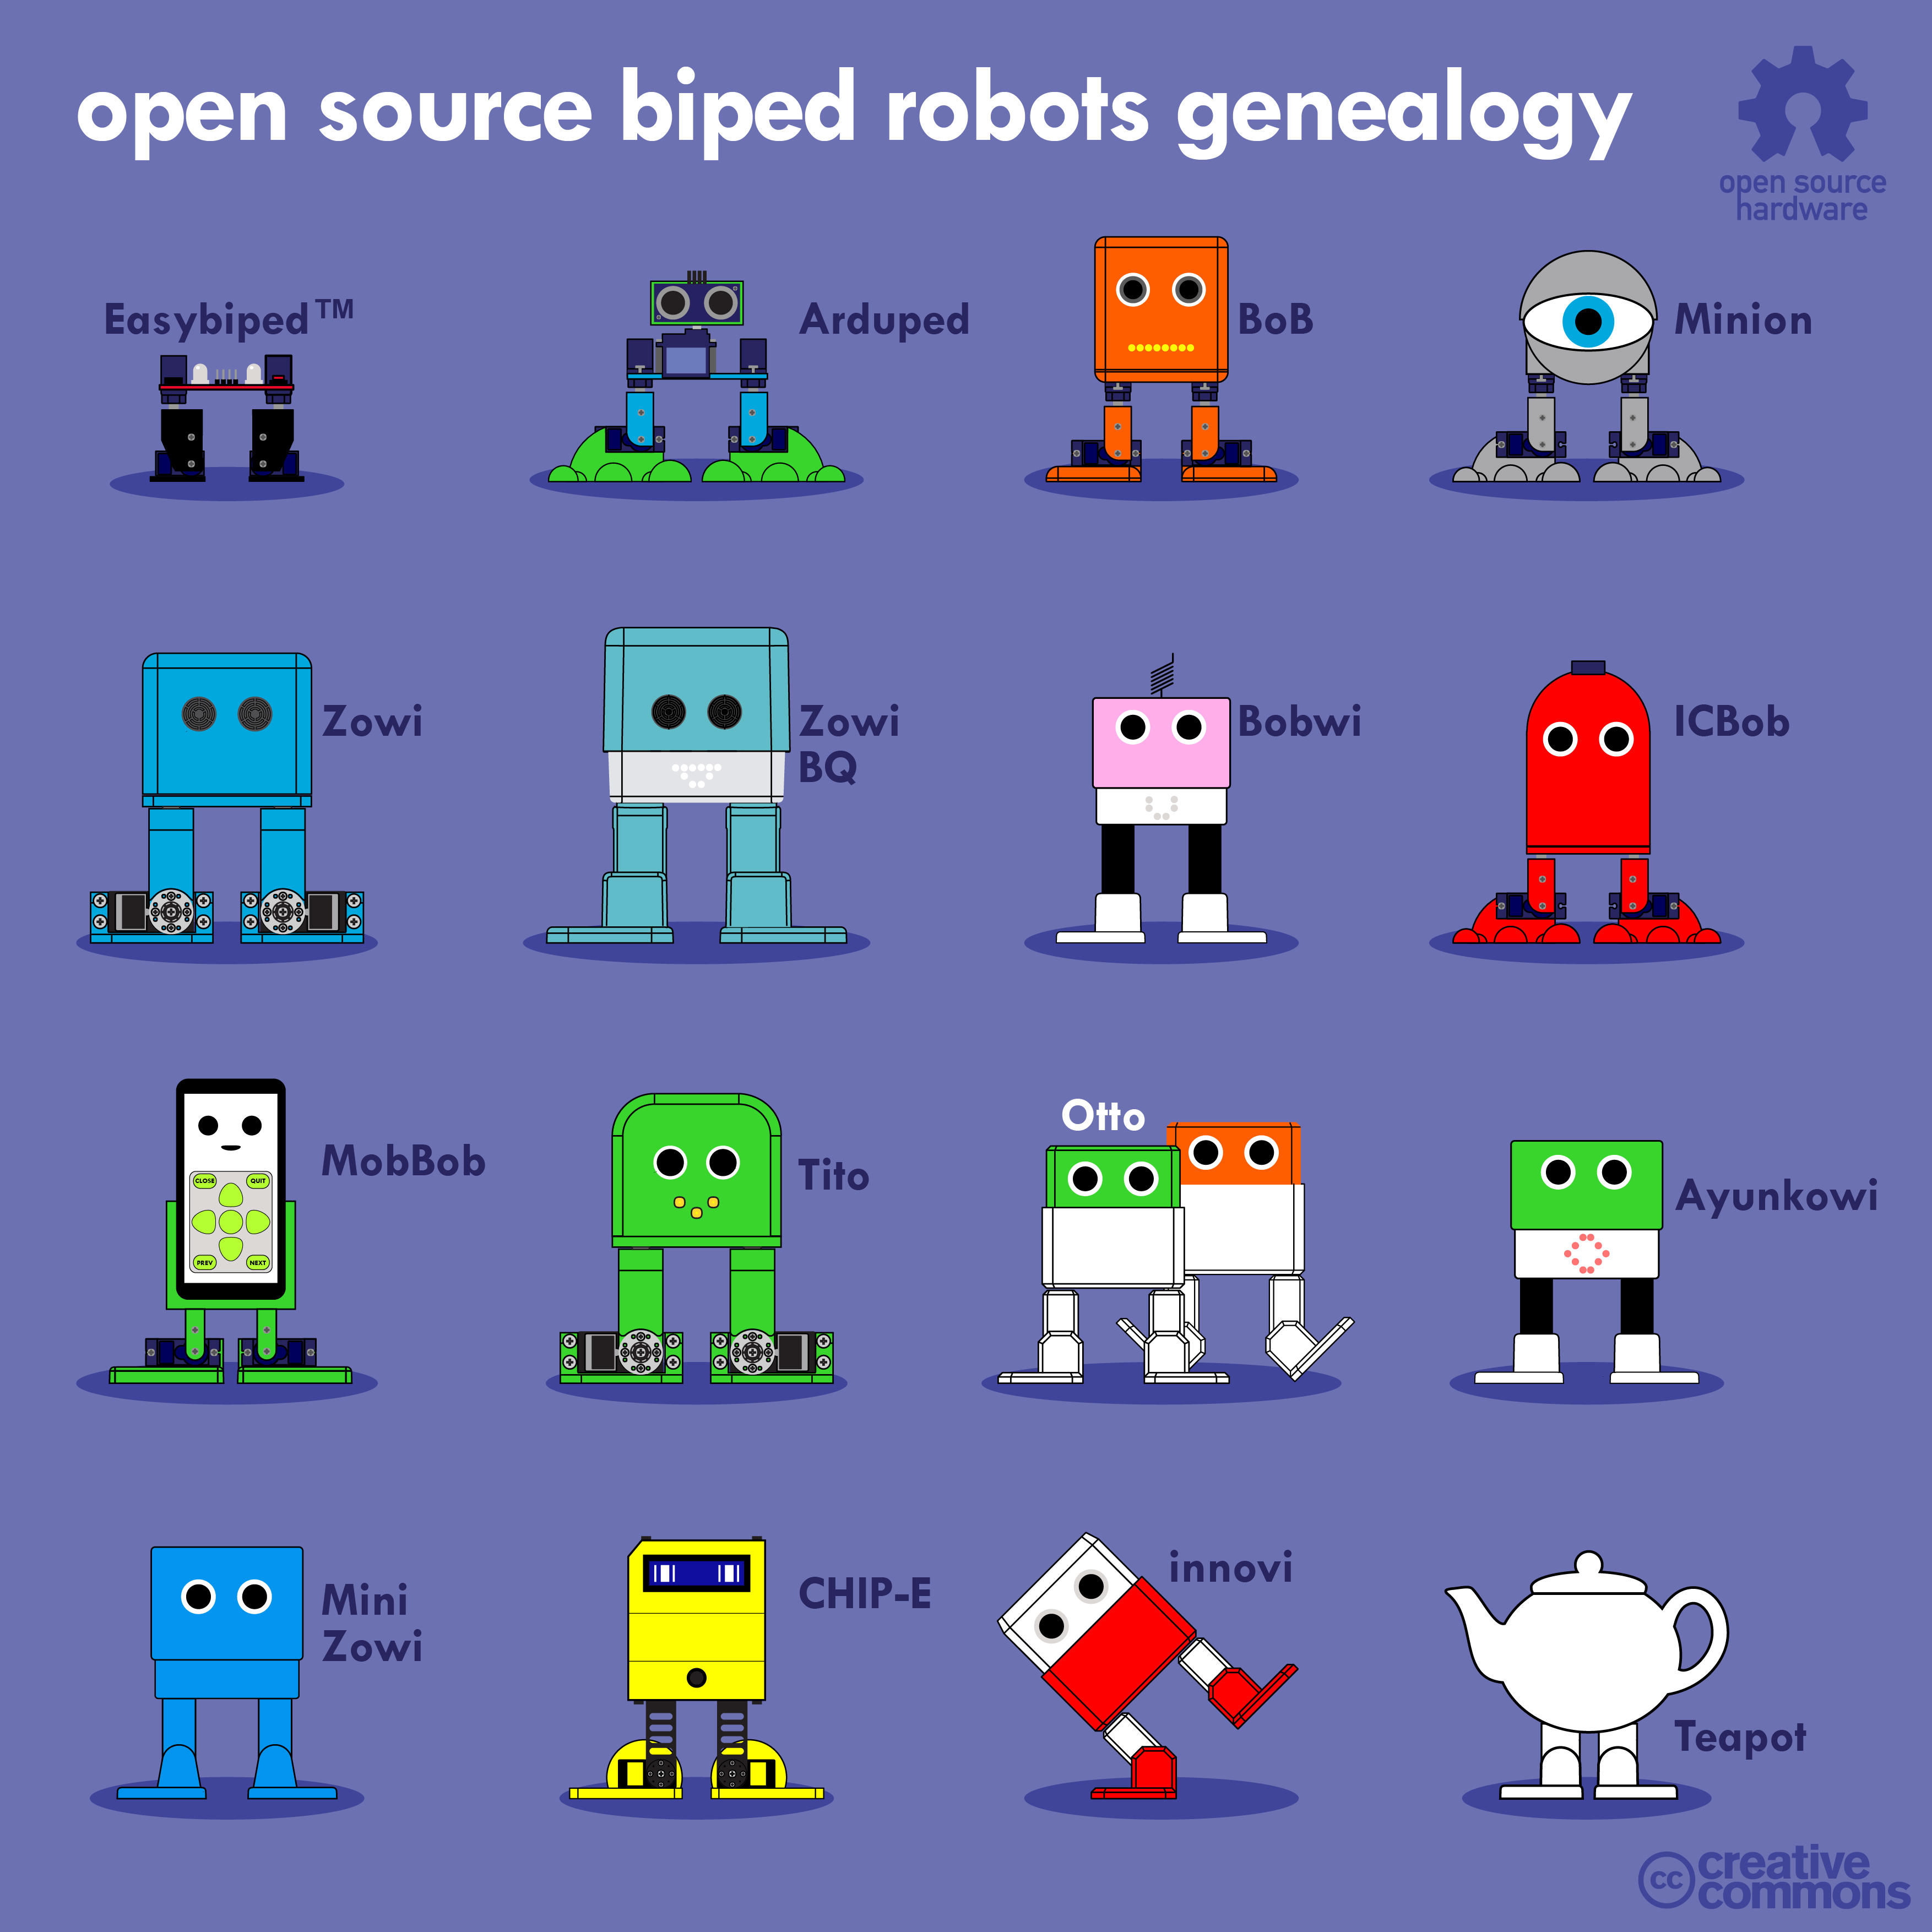 open source biped robots genealogy
open source
hardware
Easybiped™
Arduped
BoB
Minion
Zowi
Zowi
BQ
Bobwi
ICBob
MobBob
CLOSE QUIT
PREV NEXT
Tito
Otto
Ayunkowi
Mini
Zowi
CHIP-E
innovi
Teapot
cc creative
commons